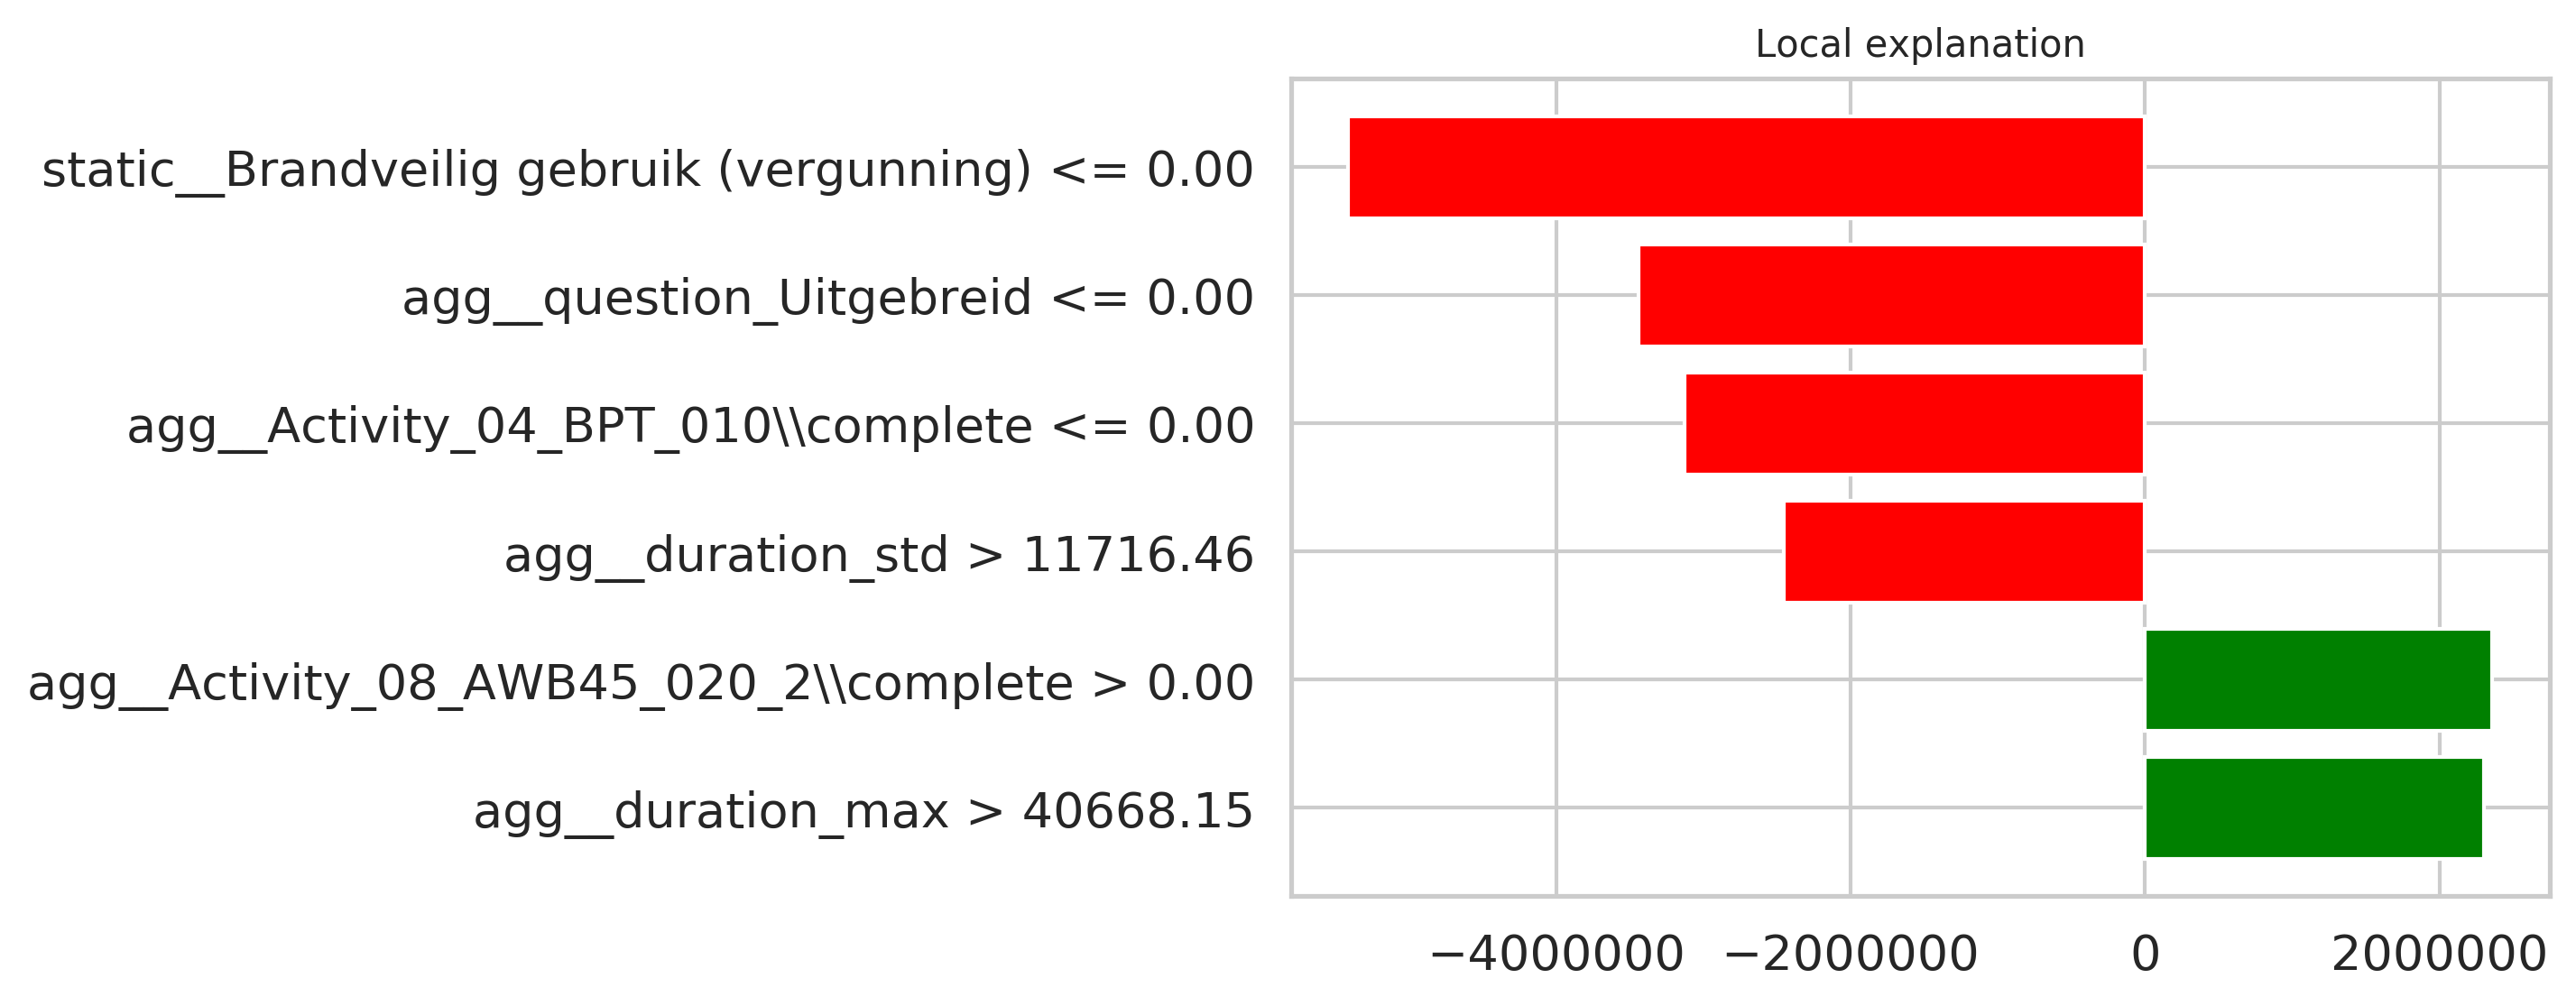 Local explanation
static__Brandveilig gebruik (vergunning) <= 0.00
agg__question_Uitgebreid <= 0.00
agg__Activity_04_BPT_010\\complete <= 0.00
agg__duration_std > 11716.46
agg__Activity_08_AWB45_020_2\\complete > 0.00
agg__duration_max > 40668.15
−4000000 −2000000 0 2000000